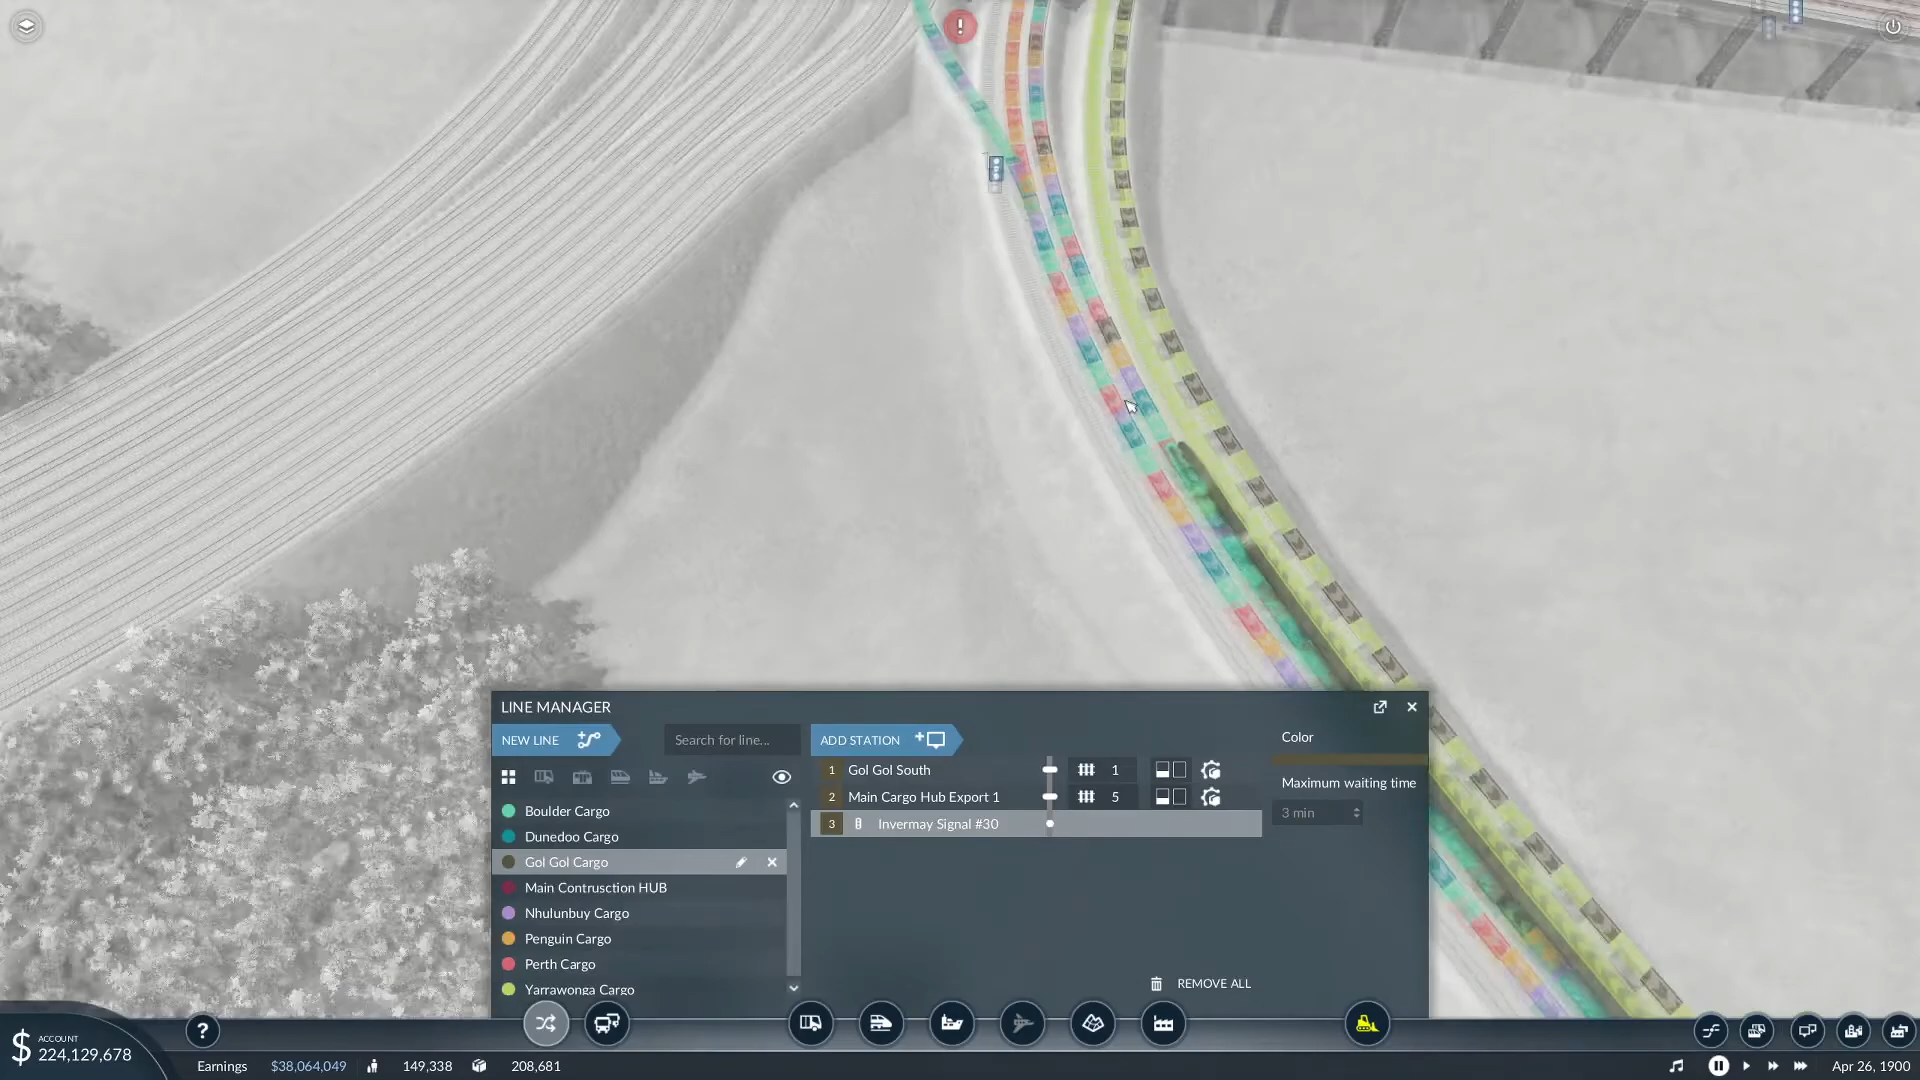 LINE MANAGER
NEW LINE
Search for line...
ADD STATION
Color
1 Gol Gol South 1
Maximum waiting time
2 Main Cargo Hub Export 1 5
3 Invermay Signal #30
3 min
Boulder Cargo
Dunedoo Cargo
Gol Gol Cargo
Main Contrusction HUB
Nhulunbuy Cargo
Penguin Cargo
Perth Cargo
Yarrawonga Cargo
REMOVE ALL
?
$ ACCOUNT
224,129,678
Earnings $38,064,049 149,338 208,681
Apr 26, 1900
!